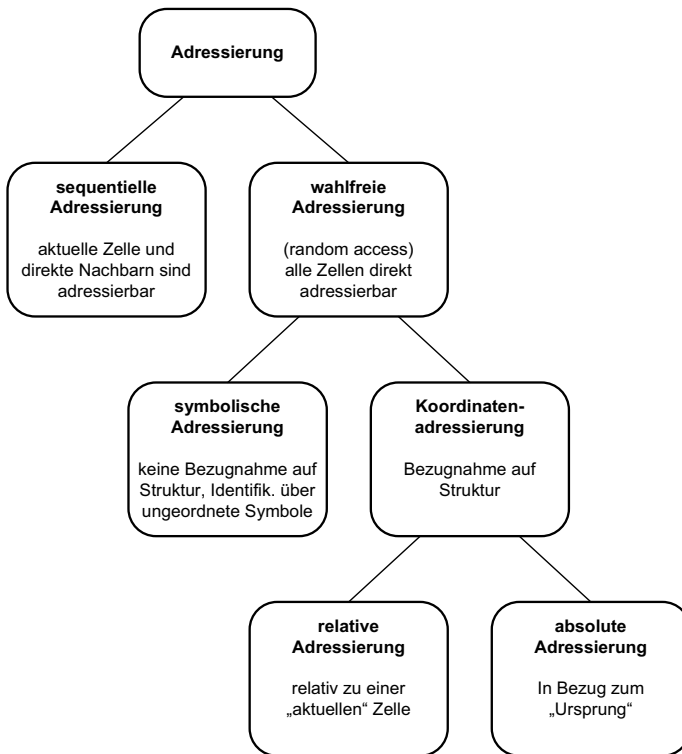 Adressierung
sequentielle
Adressierung
aktuelle Zelle und
direkte Nachbarn sind
adressierbar
wahlfreie
Adressierung
(random access)
alle Zellen direkt
adressierbar
symbolische
Adressierung
keine Bezugnahme auf
Struktur, Identifik. über
ungeordnete Symbole
Koordinaten-
adressierung
Bezugnahme auf
Struktur
relative
Adressierung
relativ zu einer
„aktuellen“ Zelle
absolute
Adressierung
In Bezug zum
„Ursprung“